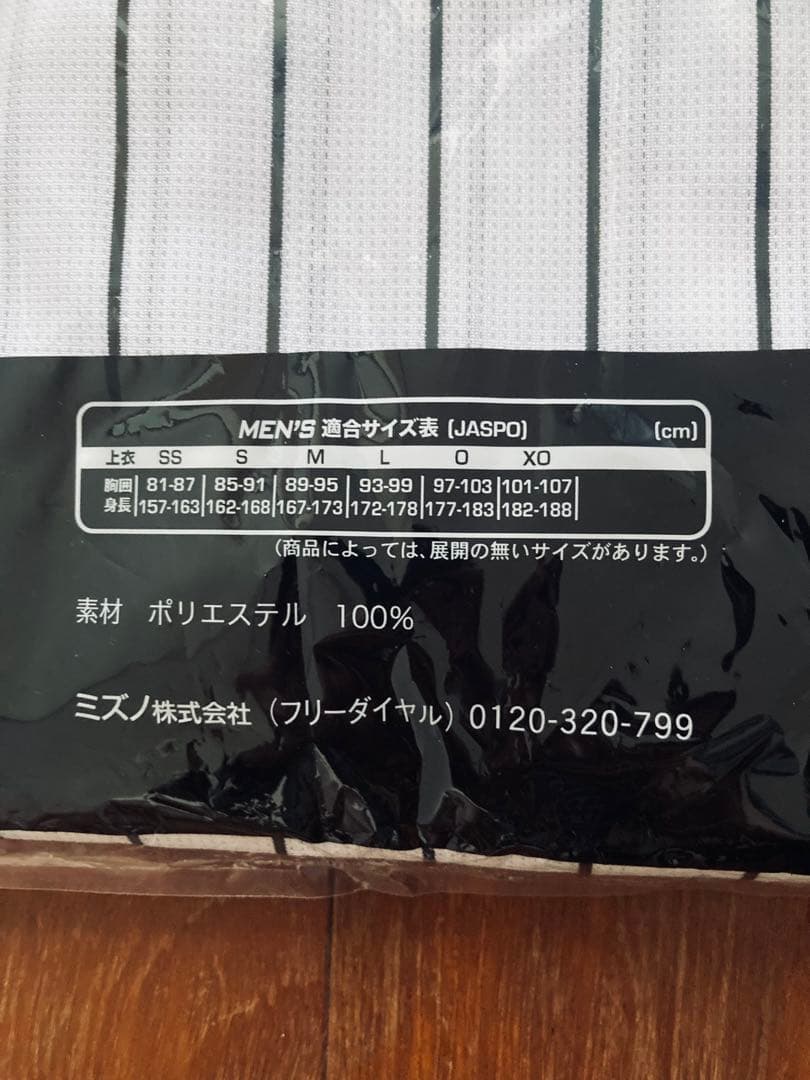 MEN'S 適合サイズ表 [JASPO] [cm]
上衣 SS S M L O XO
胸囲 81-87 85-91 89-95 93-99 97-103 101-107
身長 157-163 162-168 167-173 172-178 177-183 182-188
(商品によっては、展開の無いサイズがあります。)
素材 ポリエステル 100%
ミズノ株式会社 (フリーダイヤル) 0120-320-799